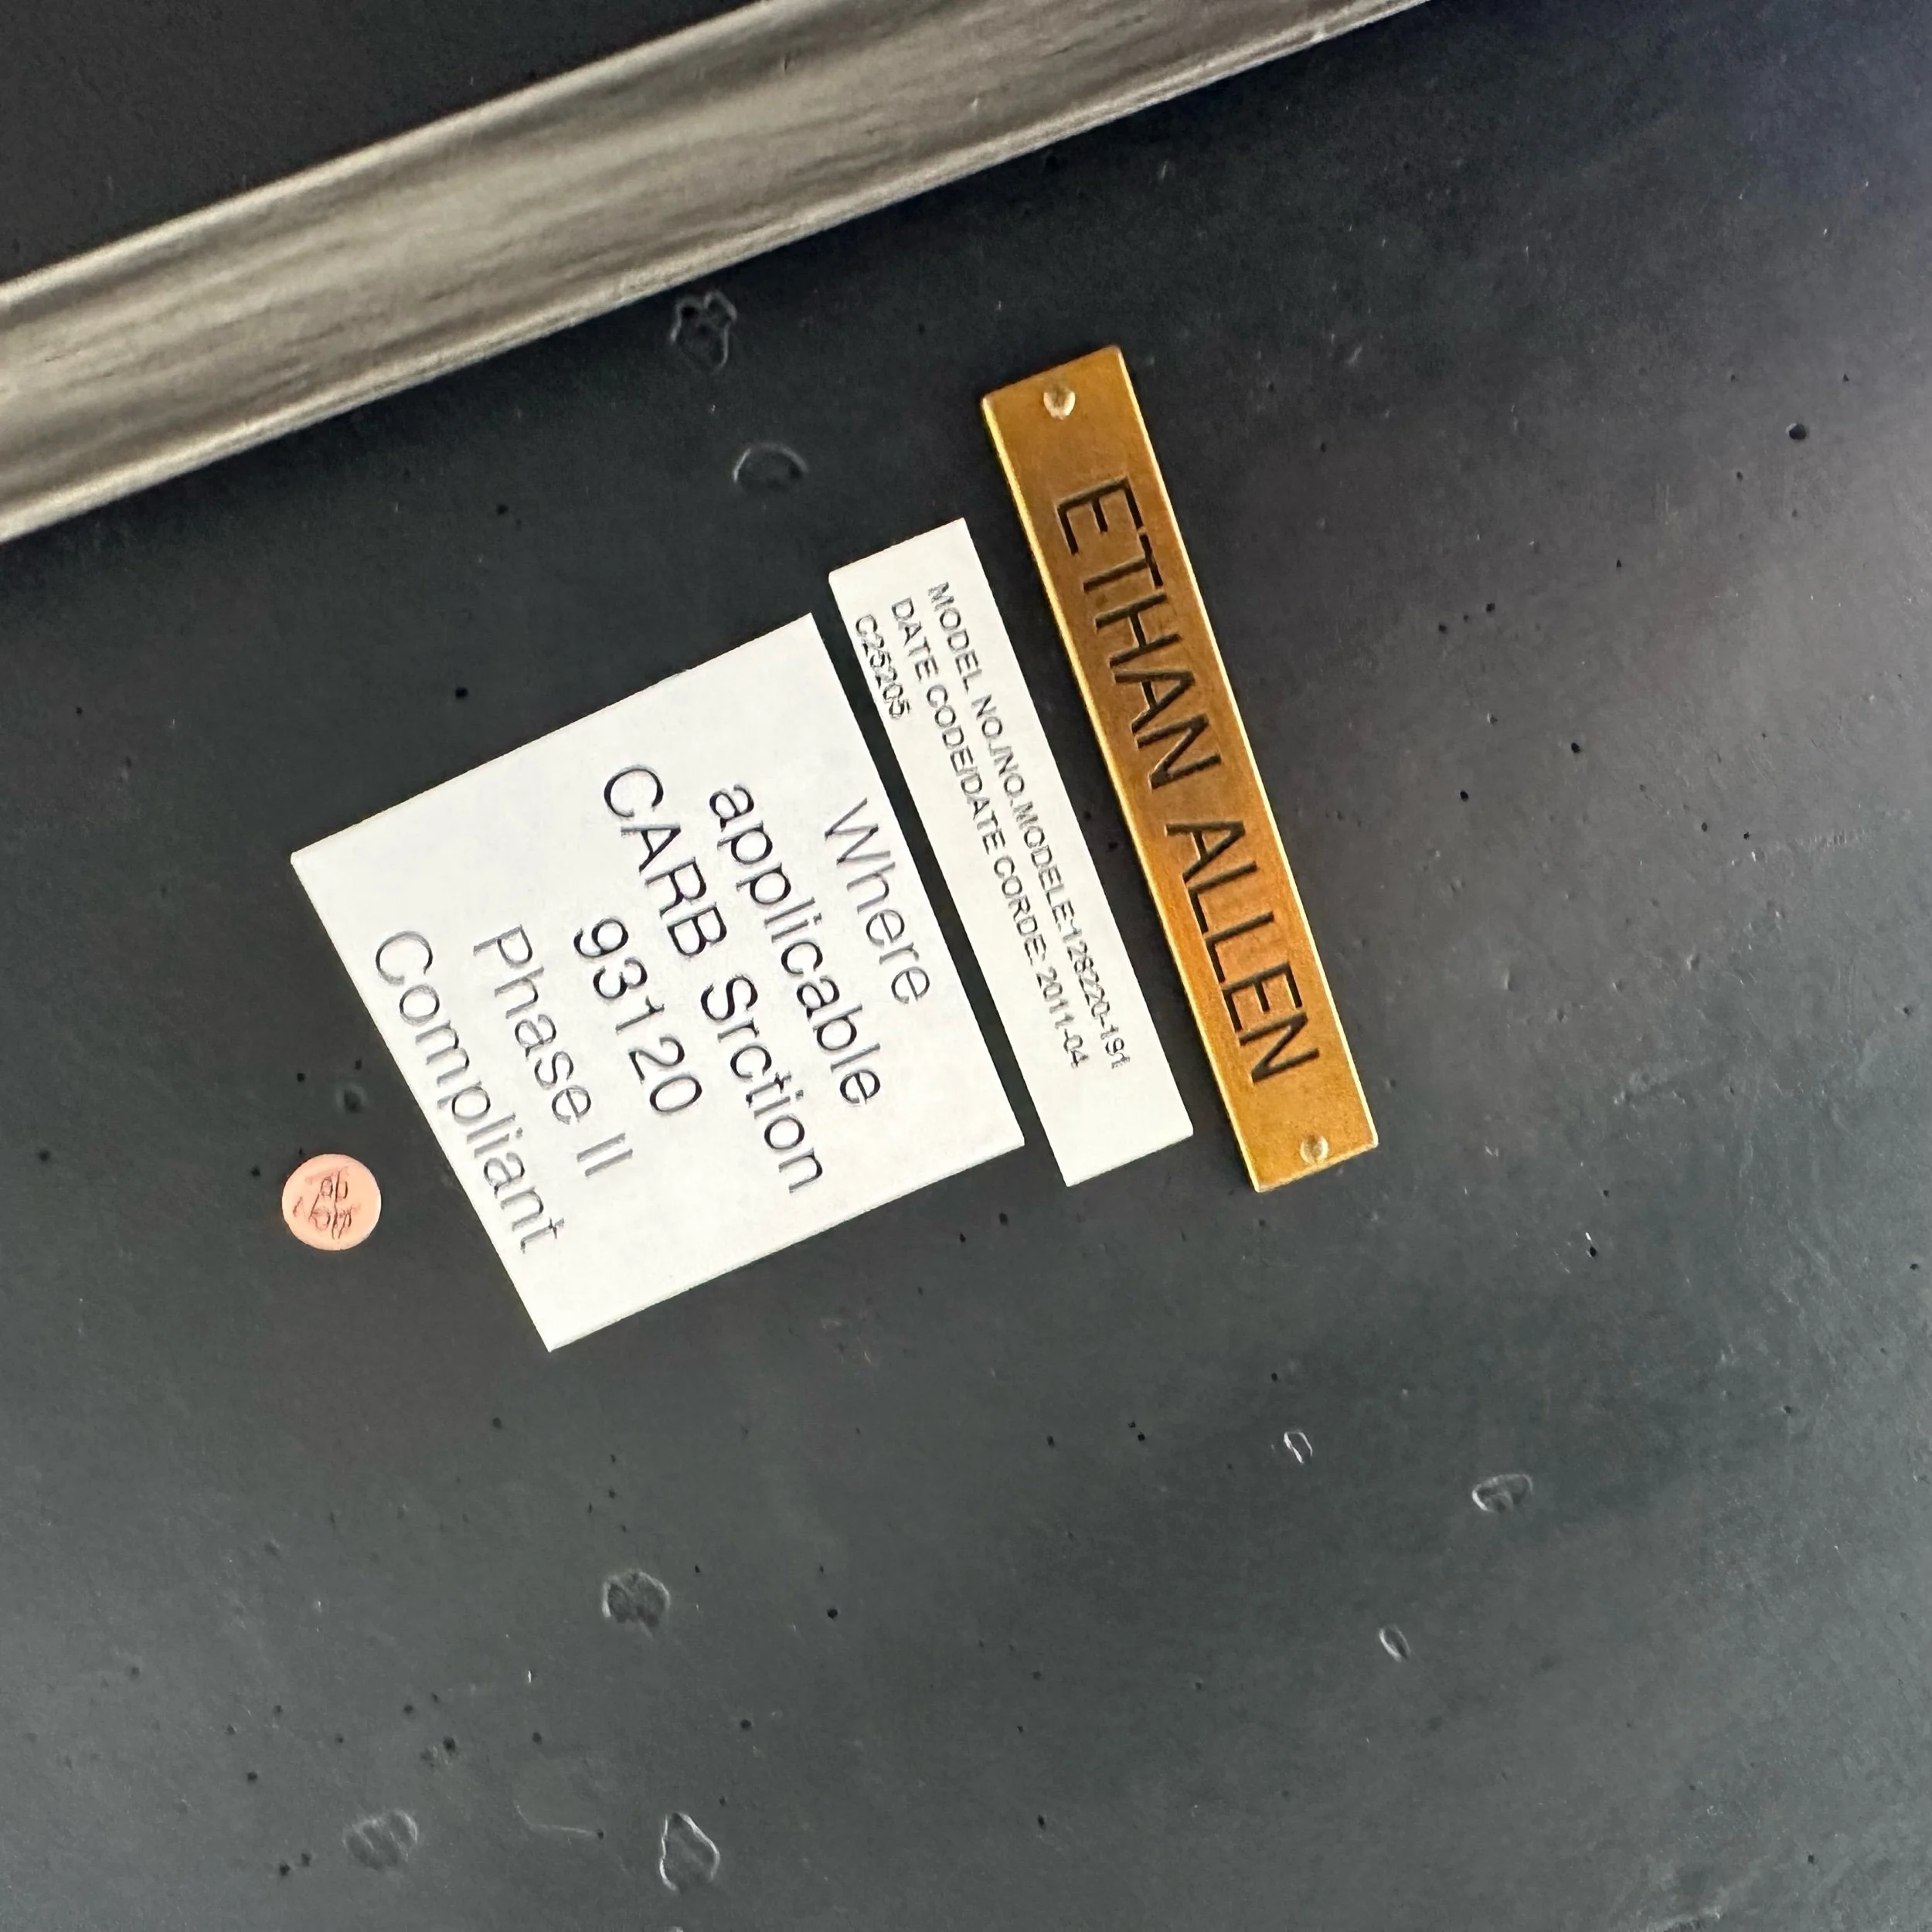 ETHAN ALLEN
MODEL NO./NO.MODELE:128220-191
DATE CODE/DATE CORDE: 2011-04
C25205
Where
applicable
CARB Srction
93120
Phase II
Compliant